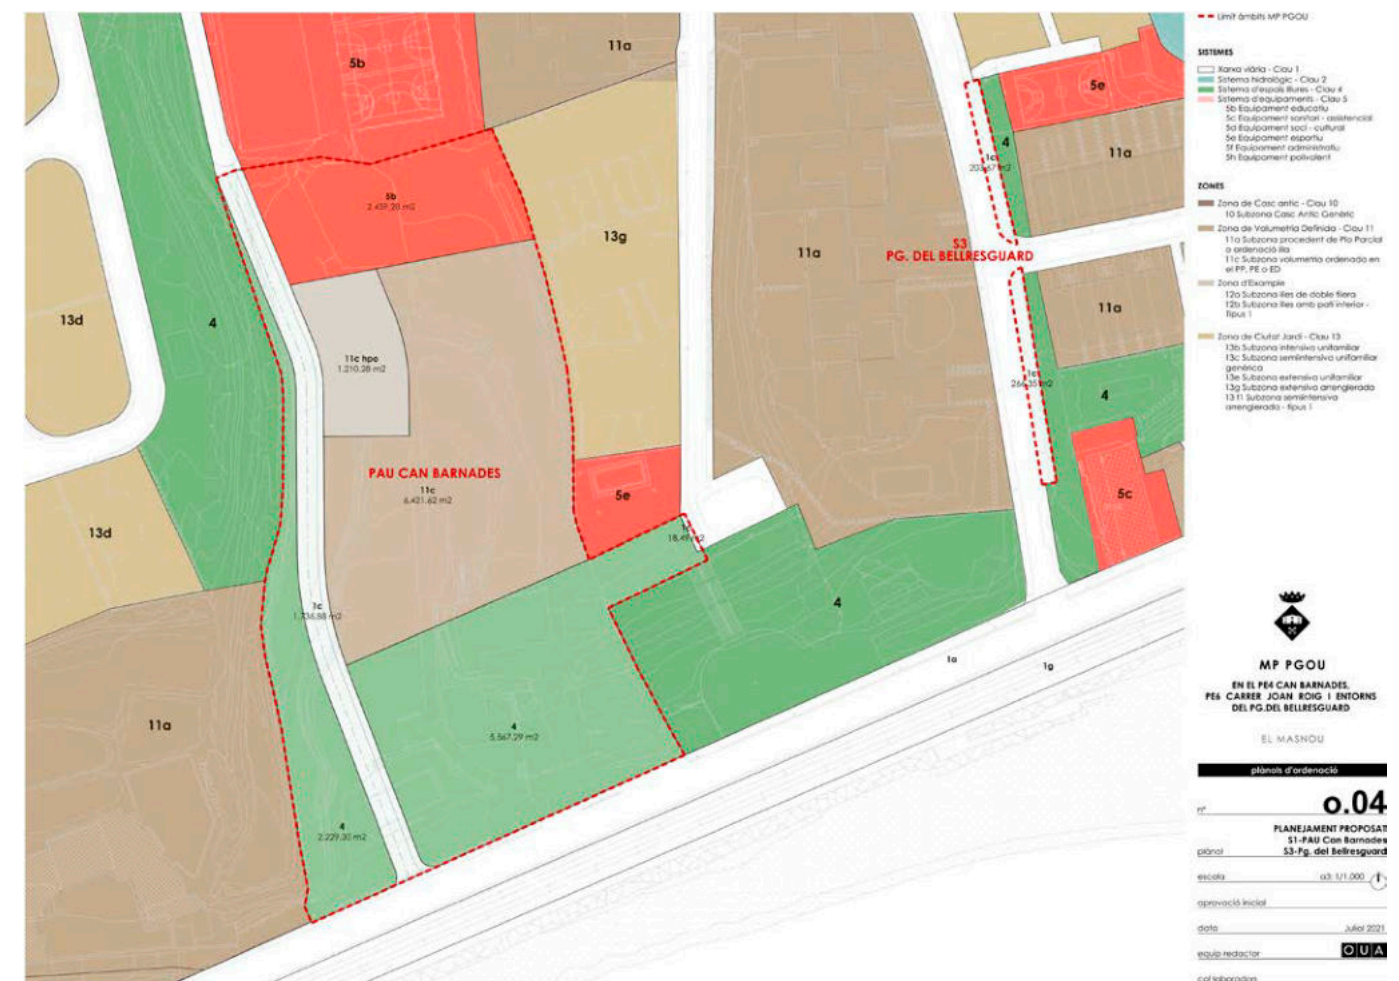 11a
5b
5b
2.459,20 m2
13g
13d
4
11c hpo
1.210,28 m2
PAU CAN BARNADES
11c
6.421,62 m2
5e
13d
18,49 m2
1c
1.736,88 m2
11a
4
5.567,29 m2
4
2.229,30 m2
11a
S3
PG. DEL BELLRESGUARD
1c
4
5e
11a
11a
4
5c
4
1a
1g
Límit àmbits MP PGOU
SISTEMES
Xarxa viària - Clau 1
Sistema hidrològic - Clau 2
Sistema d'espais lliures - Clau 4
Sistema d'equipaments - Clau 5
5b Equipament educatiu
5c Equipament sanitari - assistencial
5d Equipament soci - cultural
5e Equipament esportiu
5f Equipament administratiu
5h Equipament polivalent
ZONES
Zona de Casc antic - Clau 10
10 Subzona Casc Antic Genèric
Zona de Volumetria Definida - Clau 11
11a Subzona procedent de Pla Parcial
o ordenació illa
11c Subzona volumetria ordenada en
el PP, PE o ED
Zona d'Eixample
12a Subzona illes de doble filera
12b Subzona illes amb pati interior -
Tipus 1
Zona de Ciutat Jardí - Clau 13
13b Subzona intensiva unifamiliar
13c Subzona semiintensiva unifamiliar
genèrica
13e Subzona extensiva unifamiliar
13g Subzona extensiva arrenglerada
13 f1 Subzona semiintensiva
arrenglerada - tipus 1
MP PGOU
EN EL PE4 CAN BARNADES,
PE6 CARRER JOAN ROIG I ENTORNS
DEL PG.DEL BELLRESGUARD
EL MASNOU
plànols d'ordenació
nº o.04
PLANEJAMENT PROPOSAT
S1-PAU Can Barnades
plànol S3-Pg. del Bellresguard
escala a3: 1/1.000
aprovació inicial
data Juliol 2021
equip redactor OUA
col·laboradors